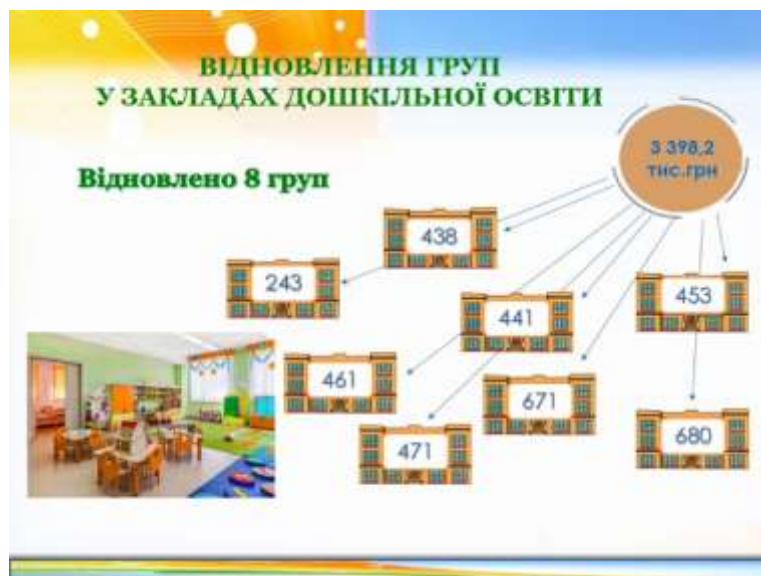 ВІДНОВЛЕННЯ ГРУП
У ЗАКЛАДАХ ДОШКІЛЬНОЇ ОСВІТИ
3 398,2
тис.грн
Відновлено 8 груп
438
243
453
441
461
671
471
680